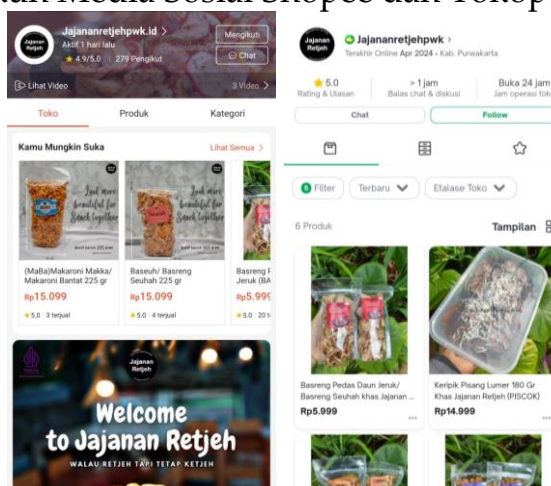 Media Sosial Shopee dan
Jajananretjehpwk.id >
Aktif 1 hari lalu
4.9/5.0 | 279 Pengikut
Mengikuti
Chat
Lihat Video
3 Video >
Toko
Produk
Kategori
Kamu Mungkin Suka
Lihat Semua >
(MaBa)Makaroni Makka/
Makaroni Bantat 225 gr
Rp15.099
5.0 3 terjual
Baseuh/ Basreng
Seuhah 225 gr
Rp15.099
5.0 4 terjual
Basreng
Jeruk (BA
Rp5.999
5.0 20
Jajanan
Retjeh
Welcome
to Jajanan Retjeh
WALAU RETJEH TAPI TETAP KETJEH
Jajanan
Retjeh
Jajananretjehpwk >
Terakhir Online Apr 2024 • Kab. Purwakarta
5.0
Rating & Ulasan
> 1 jam
Balas chat & diskusi
Buka 24 jam
Jam operasi
Chat
Follow
Filter
Terbaru
Etalase Toko
6 Produk
Tampilan
Basreng Pedas Daun Jeruk/
Basreng Seuhah khas Jajanan ...
Rp5.999
Keripik Pisang Lumer 180 Gr
Khas Jajanan Retjeh (PISCOK)
Rp14.999